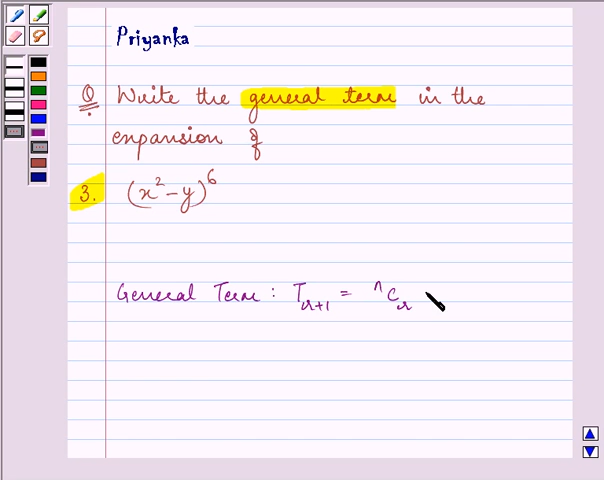 Priyanka
Q Write the general term in the
expansion of
3. (x² - y)⁶
General Term : Tᵣ₊₁ = ⁿCᵣ